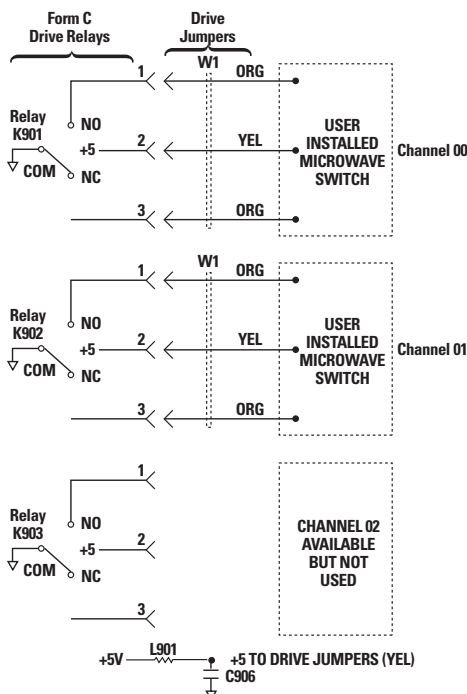 Form C
Drive Relays
Drive
Jumpers
W1
1
ORG
Relay
K901
NO
+5
2
YEL
COM
NC
3
ORG
USER
INSTALLED
MICROWAVE
SWITCH
Channel 00
W1
1
ORG
Relay
K902
NO
+5
2
YEL
COM
NC
3
ORG
USER
INSTALLED
MICROWAVE
SWITCH
Channel 01
1
Relay
K903
NO
+5
2
COM
NC
3
CHANNEL 02
AVAILABLE
BUT NOT
USED
+5V
L901
+5 TO DRIVE JUMPERS (YEL)
C906